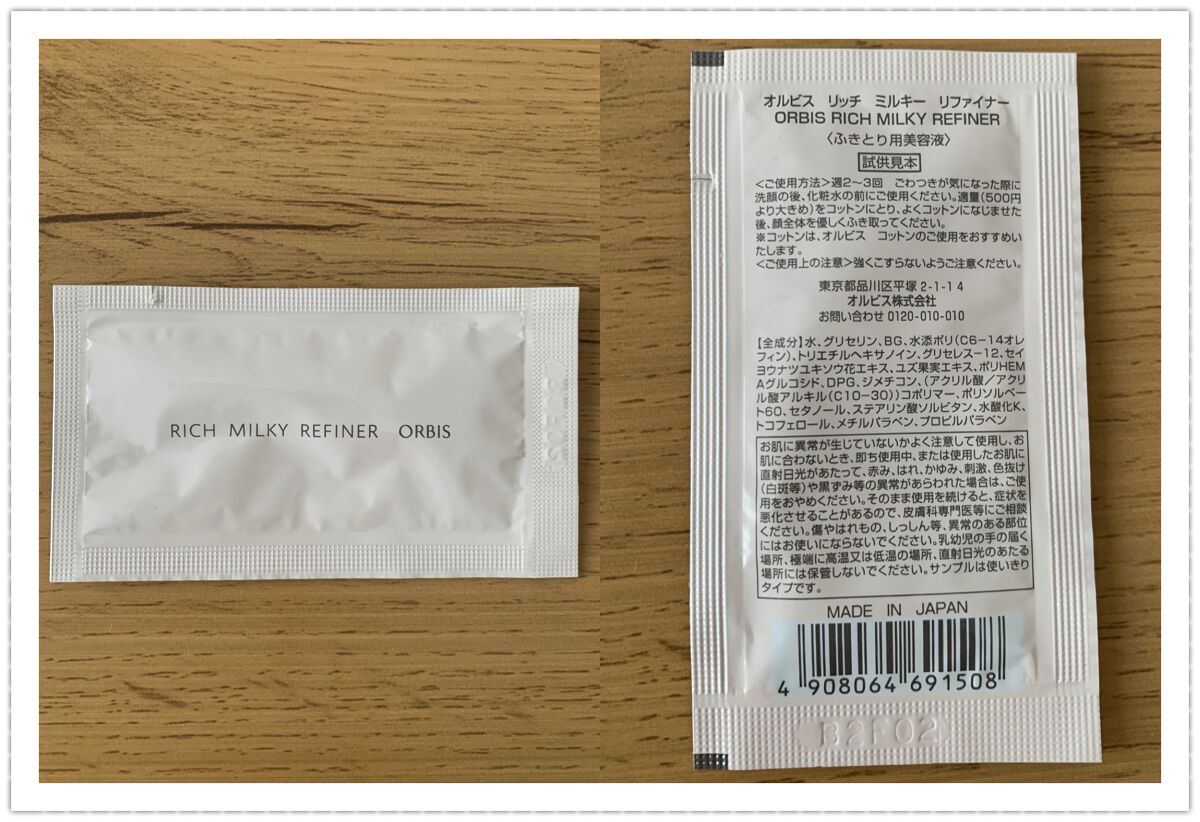 RICH MILKY REFINER ORBIS
オルビス リッチ ミルキー リファイナー
ORBIS RICH MILKY REFINER
〈ふきとり用美容液〉
試供見本
<ご使用方法>週2〜3回 ごわつきが気になった際に
洗顔の後、化粧水の前にご使用ください。適量(500円
より大きめ)をコットンにとり、よくコットンになじませた
後、顔全体を優しくふき取ってください。
※コットンは、オルビス コットンのご使用をおすすめい
たします。
<ご使用上の注意>強くこすらないようご注意ください。
東京都品川区平塚2-1-14
オルビス株式会社
お問い合わせ 0120-010-010
【全成分】水、グリセリン、BG、水添ポリ(C6-14オレ
フィン)、トリエチルヘキサノイン、グリセレス-12、セイ
ヨウナツユキソウ花エキス、ユズ果実エキス、ポリHEM
Aグルコシド、DPG、ジメチコン、(アクリル酸/アクリ
ル酸アルキル(C10-30))コポリマー、ポリソルベー
ト60、セタノール、ステアリン酸ソルビタン、水酸化K、
トコフェロール、メチルパラベン、プロピルパラベン
お肌に異常が生じていないかよく注意して使用し、お
肌に合わないとき、即ち使用中、または使用したお肌に
直射日光があたって、赤み、はれ、かゆみ、刺激、色抜け
(白斑等)や黒ずみ等の異常があらわれた場合は、ご使
用をおやめください。そのまま使用を続けると、症状を
悪化させることがあるので、皮膚科専門医等にご相談
ください。傷やはれもの、しっしん等、異常のある部位
にはお使いにならないでください。乳幼児の手の届く
場所、極端に高温又は低温の場所、直射日光のあたる
場所には保管しないでください。サンプルは使いきり
タイプです。
MADE IN JAPAN
4 908064 691508
B2F02